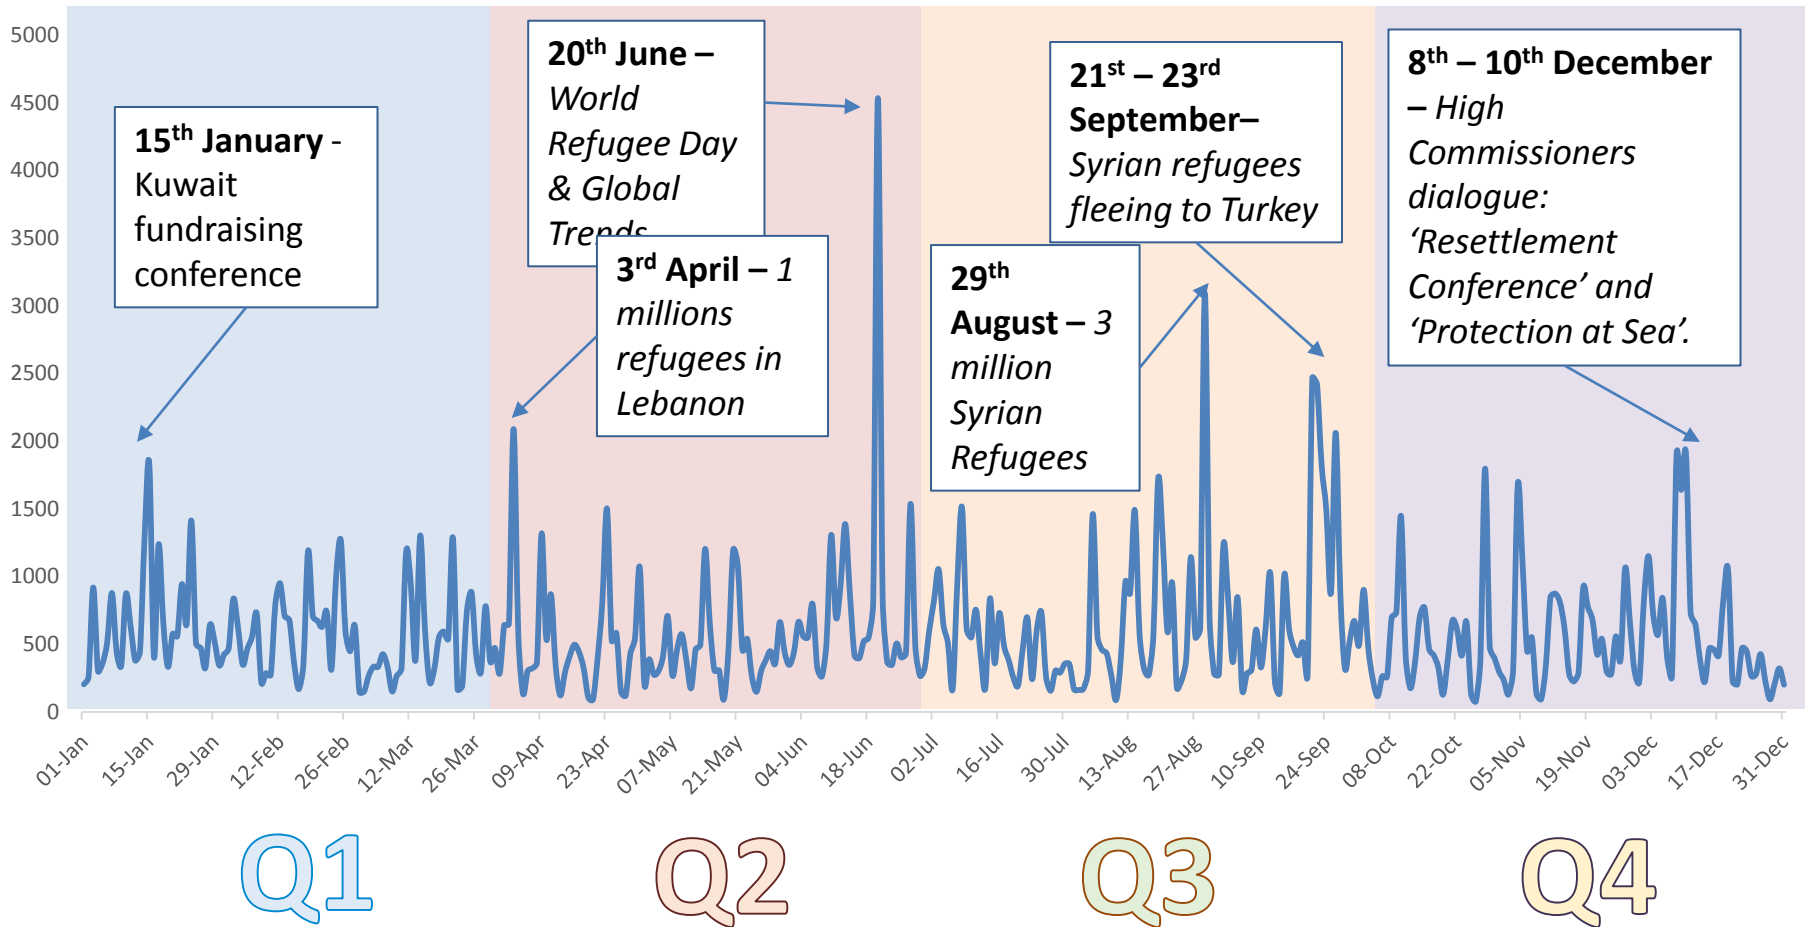 5000
4500
4000
3500
3000
2500
2000
1500
1000
500
0
15th January -
Kuwait
fundraising
conference
20th June –
World
Refugee Day
& Global
Trends
3rd April – 1
millions
refugees in
Lebanon
29th
August – 3
million
Syrian
Refugees
21st – 23rd
September–
Syrian refugees
fleeing to Turkey
8th – 10th December
– High
Commissioners
dialogue:
‘Resettlement
Conference’ and
‘Protection at Sea’.
01-Jan
15-Jan
29-Jan
12-Feb
26-Feb
12-Mar
26-Mar
09-Apr
23-Apr
07-May
21-May
04-Jun
18-Jun
02-Jul
16-Jul
30-Jul
13-Aug
27-Aug
10-Sep
24-Sep
08-Oct
22-Oct
05-Nov
19-Nov
03-Dec
17-Dec
31-Dec
Q1
Q2
Q3
Q4